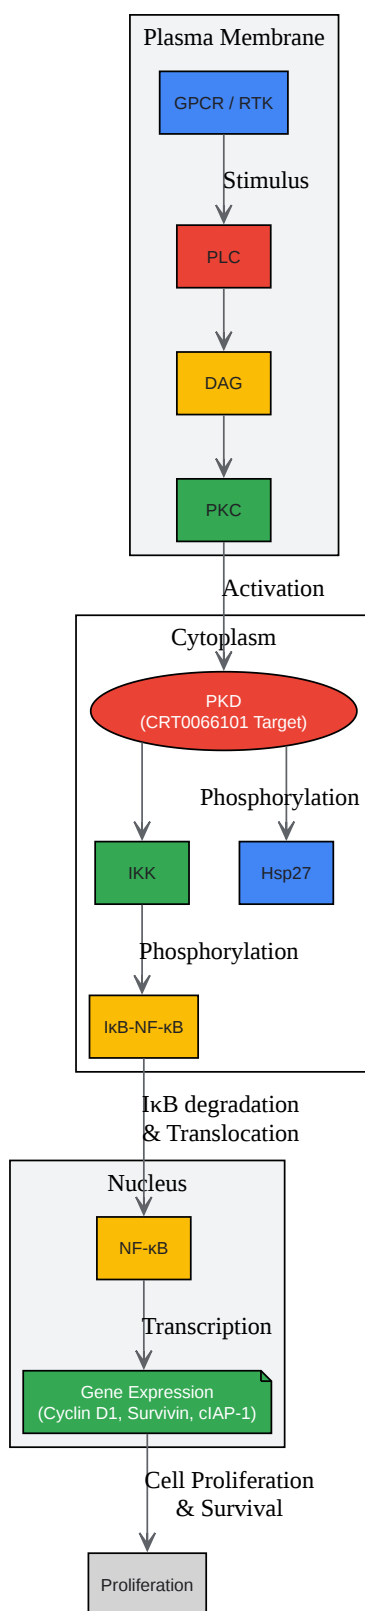 Plasma Membrane
GPCR / RTK
Stimulus
PLC
DAG
PKC
Activation
Cytoplasm
PKD
(CRT0066101 Target)
Phosphorylation
IKK
Hsp27
Phosphorylation
IκB-NF-κB
IκB degradation
& Translocation
Nucleus
NF-κB
Transcription
Gene Expression
(Cyclin D1, Survivin, cIAP-1)
Cell Proliferation
& Survival
Proliferation